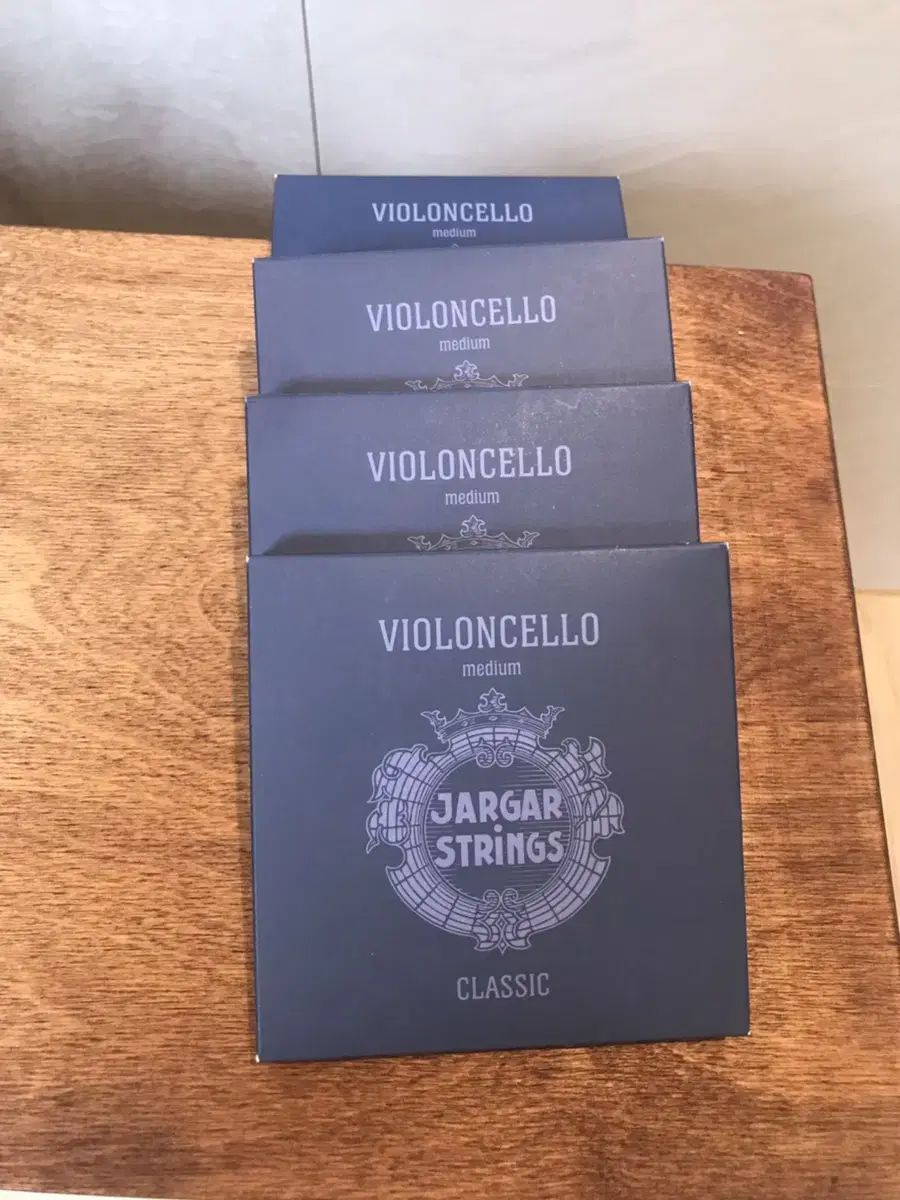 VIOLONCELLO
medium
VIOLONCELLO
medium
VIOLONCELLO
medium
VIOLONCELLO
medium
JARGAR
STRiNGS
CLASSIC